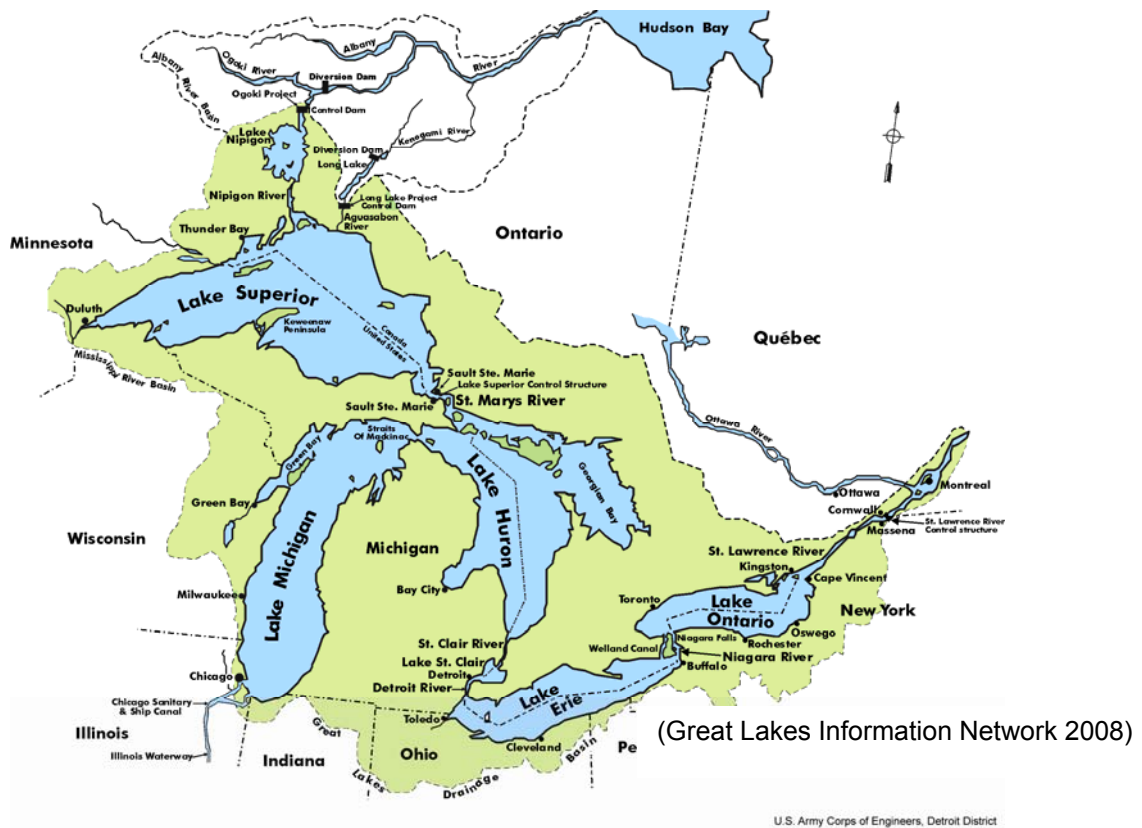 Hudson Bay
Albany
River
Ogoki River
Albany River Basin
Diversion Dam
Ogoki Project
Control Dam
Lake
Nipigon
Kenogami River
Diversion Dam
Long Lake
Nipigon River
Long Lake Project
Control Dam
Aguasabon
River
Thunder Bay
Minnesota
Ontario
Lake Superior
Duluth
Keweenaw
Peninsula
Canada
United States
Québec
Mississippi River Basin
Sault Ste. Marie
Lake Superior Control Structure
Sault Ste. Marie
St. Marys River
Straits
Of Mackinac
Green Bay
Georgian Bay
Ottawa River
Green Bay
Lake Huron
Ottawa
Montreal
Cornwall
Massena
St. Lawrence River
Control structure
Wisconsin
Lake Michigan
Michigan
St. Lawrence River
Kingston
Cape Vincent
Bay City
Milwaukee
Toronto
Lake
Ontario
New York
Oswego
Rochester
St. Clair River
Welland Canal
Niagara Falls
Niagara River
Buffalo
Lake St. Clair
Detroit
Detroit River
Chicago
Chicago Sanitary
& Ship Canal
Lake
Erie
Toledo
Illinois
Illinois Waterway
Indiana
Ohio
Cleveland
Great
Lakes
Drainage
Basin
Pe
(Great Lakes Information Network 2008)
U.S. Army Corps of Engineers, Detroit District